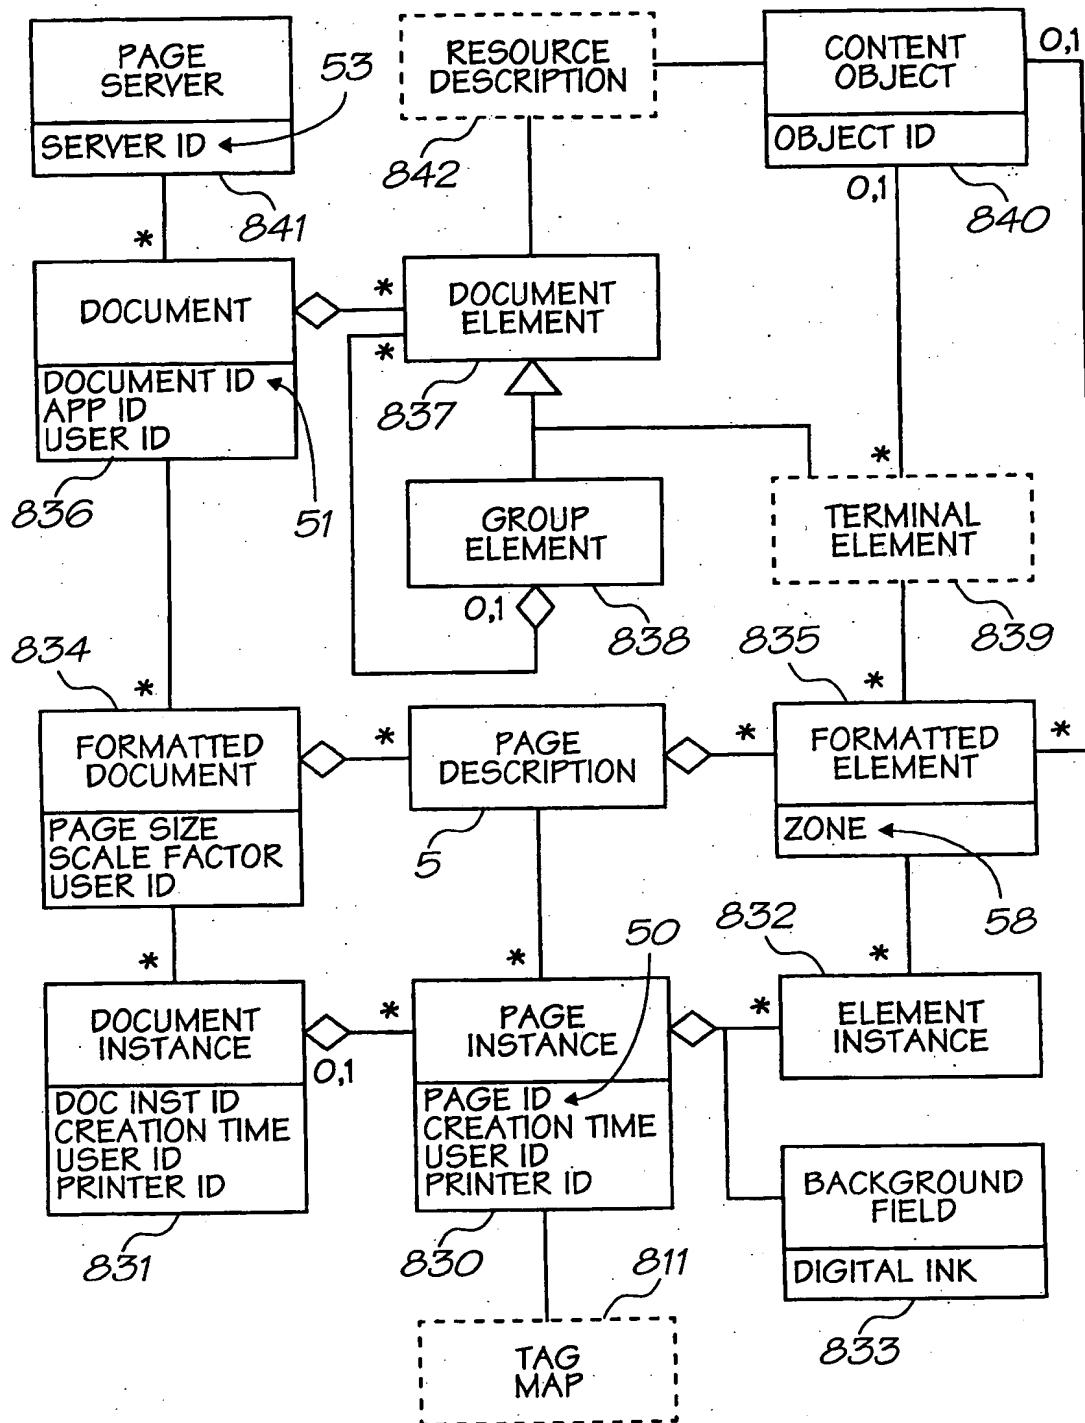 PAGE
SERVER
SERVER ID
53
841
*
RESOURCE
DESCRIPTION
842
CONTENT
OBJECT
OBJECT ID
0,1
0,1
840
DOCUMENT
DOCUMENT ID
APP ID
USER ID
836
51
*
*
DOCUMENT
ELEMENT
837
GROUP
ELEMENT
0,1
838
*
TERMINAL
ELEMENT
839
834
*
FORMATTED
DOCUMENT
PAGE SIZE
SCALE FACTOR
USER ID
*
PAGE
DESCRIPTION
5
*
835
*
FORMATTED
ELEMENT
ZONE
58
*
*
DOCUMENT
INSTANCE
DOC INST ID
CREATION TIME
USER ID
PRINTER ID
831
0,1
*
*
50
PAGE
INSTANCE
PAGE ID
CREATION TIME
USER ID
PRINTER ID
830
832
*
*
ELEMENT
INSTANCE
BACKGROUND
FIELD
DIGITAL INK
833
811
TAG
MAP